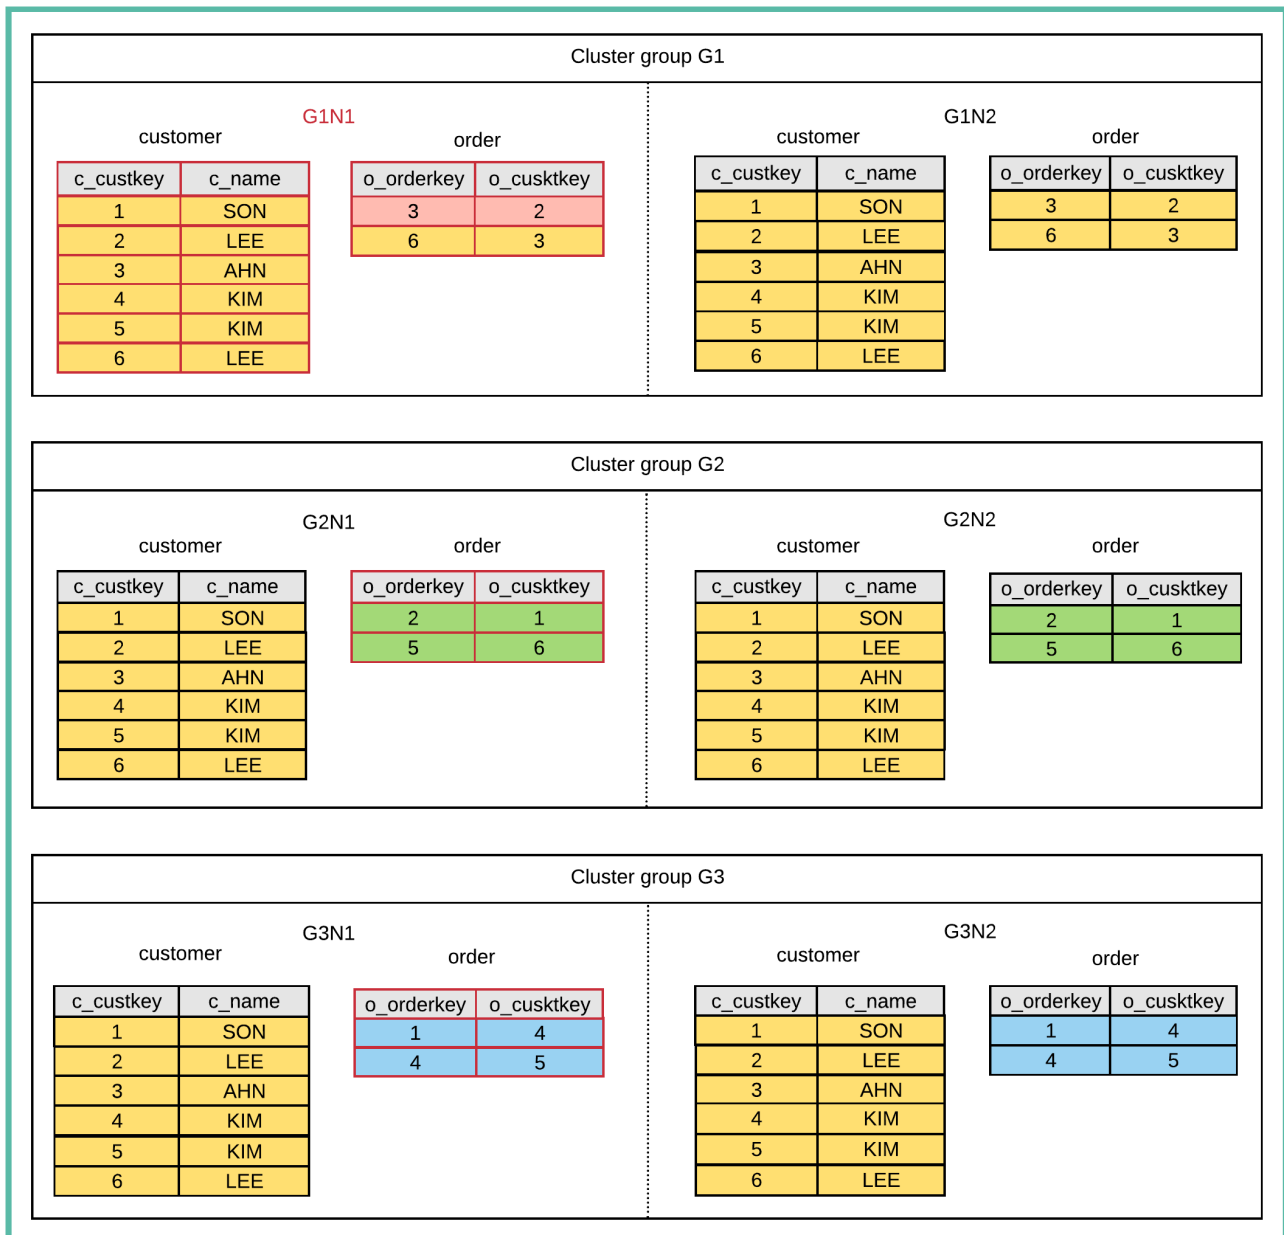 Cluster group G1
G1N1
customer
order
c_custkey c_name
1 SON
2 LEE
3 AHN
4 KIM
5 KIM
6 LEE
o_orderkey o_cusktkey
3 2
6 3
G1N2
customer
order
c_custkey c_name
1 SON
2 LEE
3 AHN
4 KIM
5 KIM
6 LEE
o_orderkey o_cusktkey
3 2
6 3
Cluster group G2
G2N1
customer
order
c_custkey c_name
1 SON
2 LEE
3 AHN
4 KIM
5 KIM
6 LEE
o_orderkey o_cusktkey
2 1
5 6
G2N2
customer
order
c_custkey c_name
1 SON
2 LEE
3 AHN
4 KIM
5 KIM
6 LEE
o_orderkey o_cusktkey
2 1
5 6
Cluster group G3
G3N1
customer
order
c_custkey c_name
1 SON
2 LEE
3 AHN
4 KIM
5 KIM
6 LEE
o_orderkey o_cusktkey
1 4
4 5
G3N2
customer
order
c_custkey c_name
1 SON
2 LEE
3 AHN
4 KIM
5 KIM
6 LEE
o_orderkey o_cusktkey
1 4
4 5